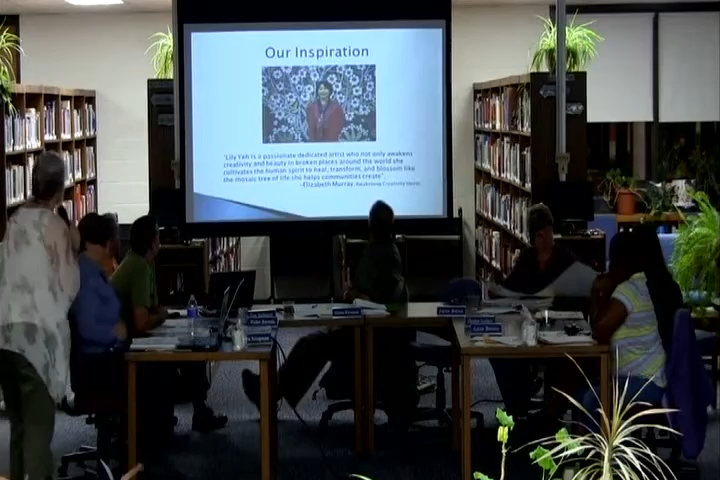 Our Inspiration
"Lily Yeh is a passionate dedicated artist who not only awakens
creativity and beauty in broken places around the world she
cultivates the human spirit to heal, transform, and blossom like
the mosaic tree of life she helps communities create".
-Elizabeth Murray, Awakening Creativity